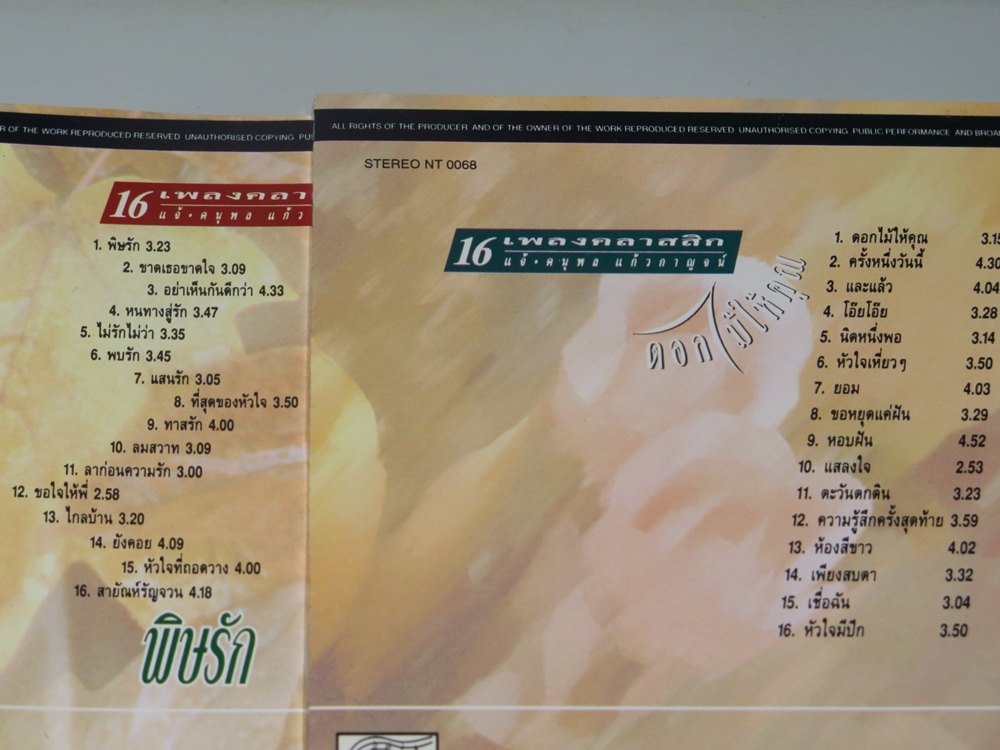 R OF THE WORK REPRODUCED RESERVED UNAUTHORISED COPYING PU
16 เพลงคลา
แจ้・ดนุพล แก้ว
1. พิษรัก 3.23
2. ขาดเธอขาดใจ 3.09
3. อย่าเห็นกันดีกว่า 4.33
4. หนทางสู่รัก 3.47
5. ไม่รักไม่ว่า 3.35
6. พบรัก 3.45
7. แสนรัก 3.05
8. ที่สุดของหัวใจ 3.50
9. ทาสรัก 4.00
10. ลมสวาท 3.09
11. ลาก่อนความรัก 3.00
12. ขอใจให้พี่ 2.58
13. ไกลบ้าน 3.20
14. ยังคอย 4.09
15. หัวใจที่ถอดวาง 4.00
16. สายัณห์รัญจวน 4.18
พิษรัก
ALL RIGHTS OF THE PRODUCER AND OF THE OWNER OF THE WORK REPRODUCED RESERVED UNAUTHORISED COPYING PUBLIC PERFORMANCE AND BROA
STEREO NT 0068
16 เพลงคลาสสิก
แจ้・ดนุพล แก้วกาญจน์
ดอกไม้ให้คุณ
1. ดอกไม้ให้คุณ 3.15
2. ครั้งหนึ่งวันนี้ 4.30
3. และแล้ว 4.04
4. โอ๊ยโอ๊ย 3.28
5. นิดหนึ่งพอ 3.14
6. หัวใจเหี่ยวๆ 3.50
7. ยอม 4.03
8. ขอหยุดแค่ฝัน 3.29
9. หอบฝัน 4.52
10. แสลงใจ 2.53
11. ตะวันตกดิน 3.23
12. ความรู้สึกครั้งสุดท้าย 3.59
13. ห้องสีขาว 4.02
14. เพียงสบตา 3.32
15. เชื่อฉัน 3.04
16. หัวใจมีปีก 3.50